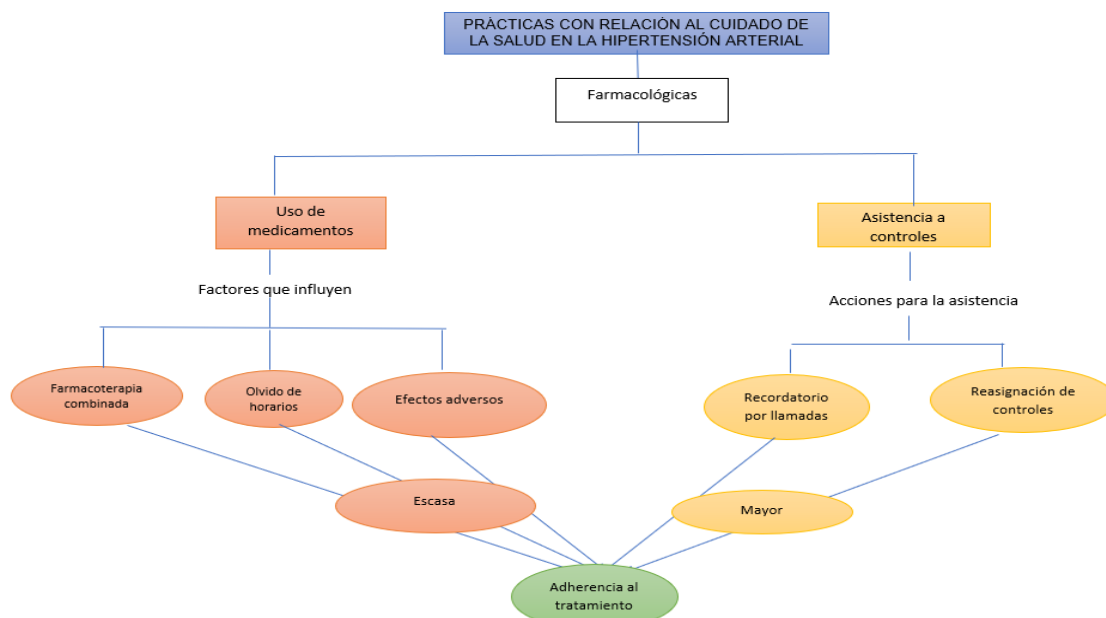 PRÁCTICAS CON RELACIÓN AL CUIDADO DE
LA SALUD EN LA HIPERTENSIÓN ARTERIAL
Farmacológicas
Uso de
medicamentos
Asistencia a
controles
Factores que influyen
Acciones para la asistencia
Farmacoterapia
combinada
Olvido de
horarios
Efectos adversos
Recordatorio
por llamadas
Reasignación de
controles
Escasa
Mayor
Adherencia al
tratamiento